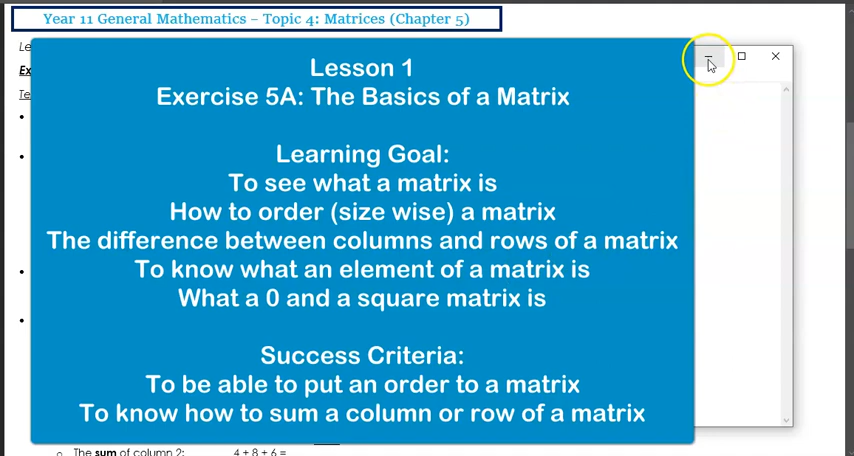 Year 11 General Mathematics – Topic 4: Matrices (Chapter 5)
Le
Ex
Te
Lesson 1
Exercise 5A: The Basics of a Matrix
Learning Goal:
To see what a matrix is
How to order (size wise) a matrix
The difference between columns and rows of a matrix
To know what an element of a matrix is
What a 0 and a square matrix is
Success Criteria:
To be able to put an order to a matrix
To know how to sum a column or row of a matrix
The sum of column 2: 4 + 8 + 6 =